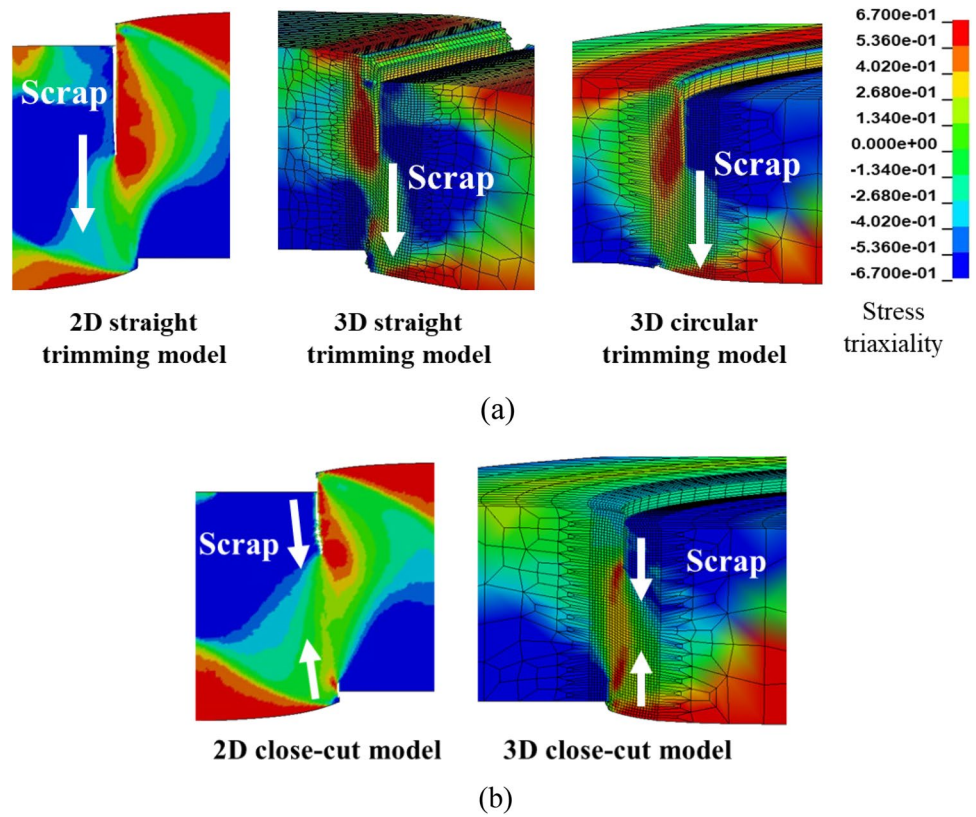 Scrap
Scrap
Scrap
6.700e-01
5.360e-01
4.020e-01
2.680e-01
1.340e-01
0.000e+00
-1.340e-01
-2.680e-01
-4.020e-01
-5.360e-01
-6.700e-01
Stress
triaxiality
2D straight
trimming model
3D straight
trimming model
3D circular
trimming model
(a)
Scrap
Scrap
2D close-cut model
3D close-cut model
(b)